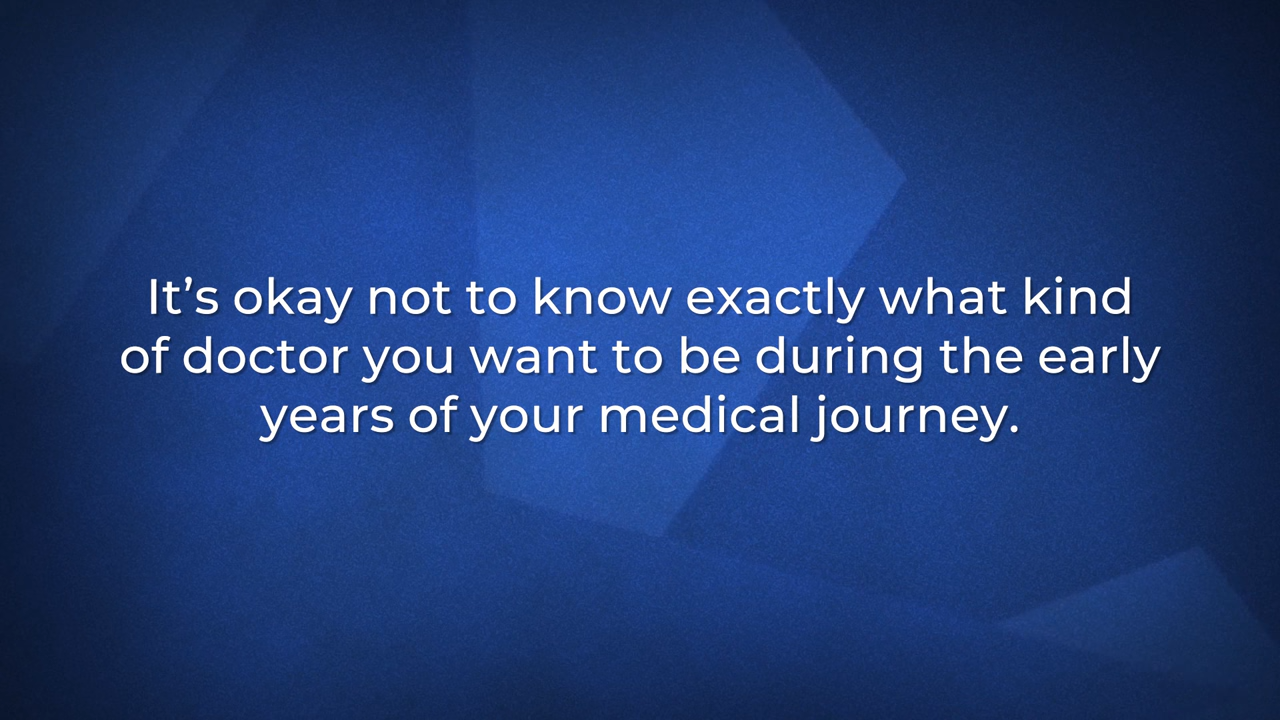 It’s okay not to know exactly what kind
of doctor you want to be during the early
years of your medical journey.